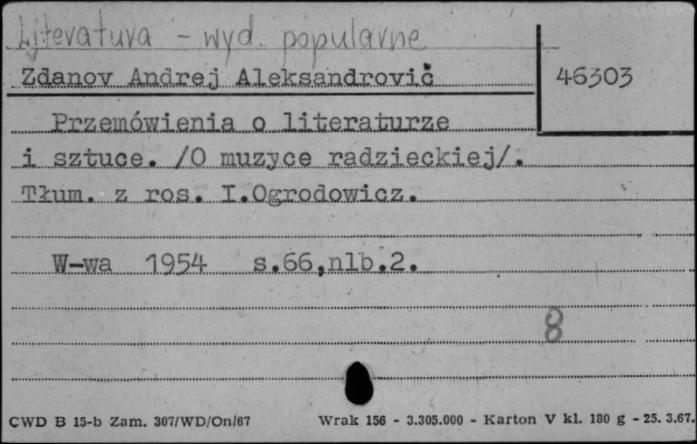 Literatura - wyd. popularne
Ždanov Andrej Aleksandrovič
46303
Przemówienia o literaturze
i sztuce. /O muzyce radzieckiej/.
Tłum. z ros. I.Ogrodowicz.
W-wa 1954 s.66,nlb.2.
8
CWD B 15-b Zam. 307/WD/On/67 Wrak 156 - 3.305.000 - Karton V kl. 180 g - 25. 3.67.